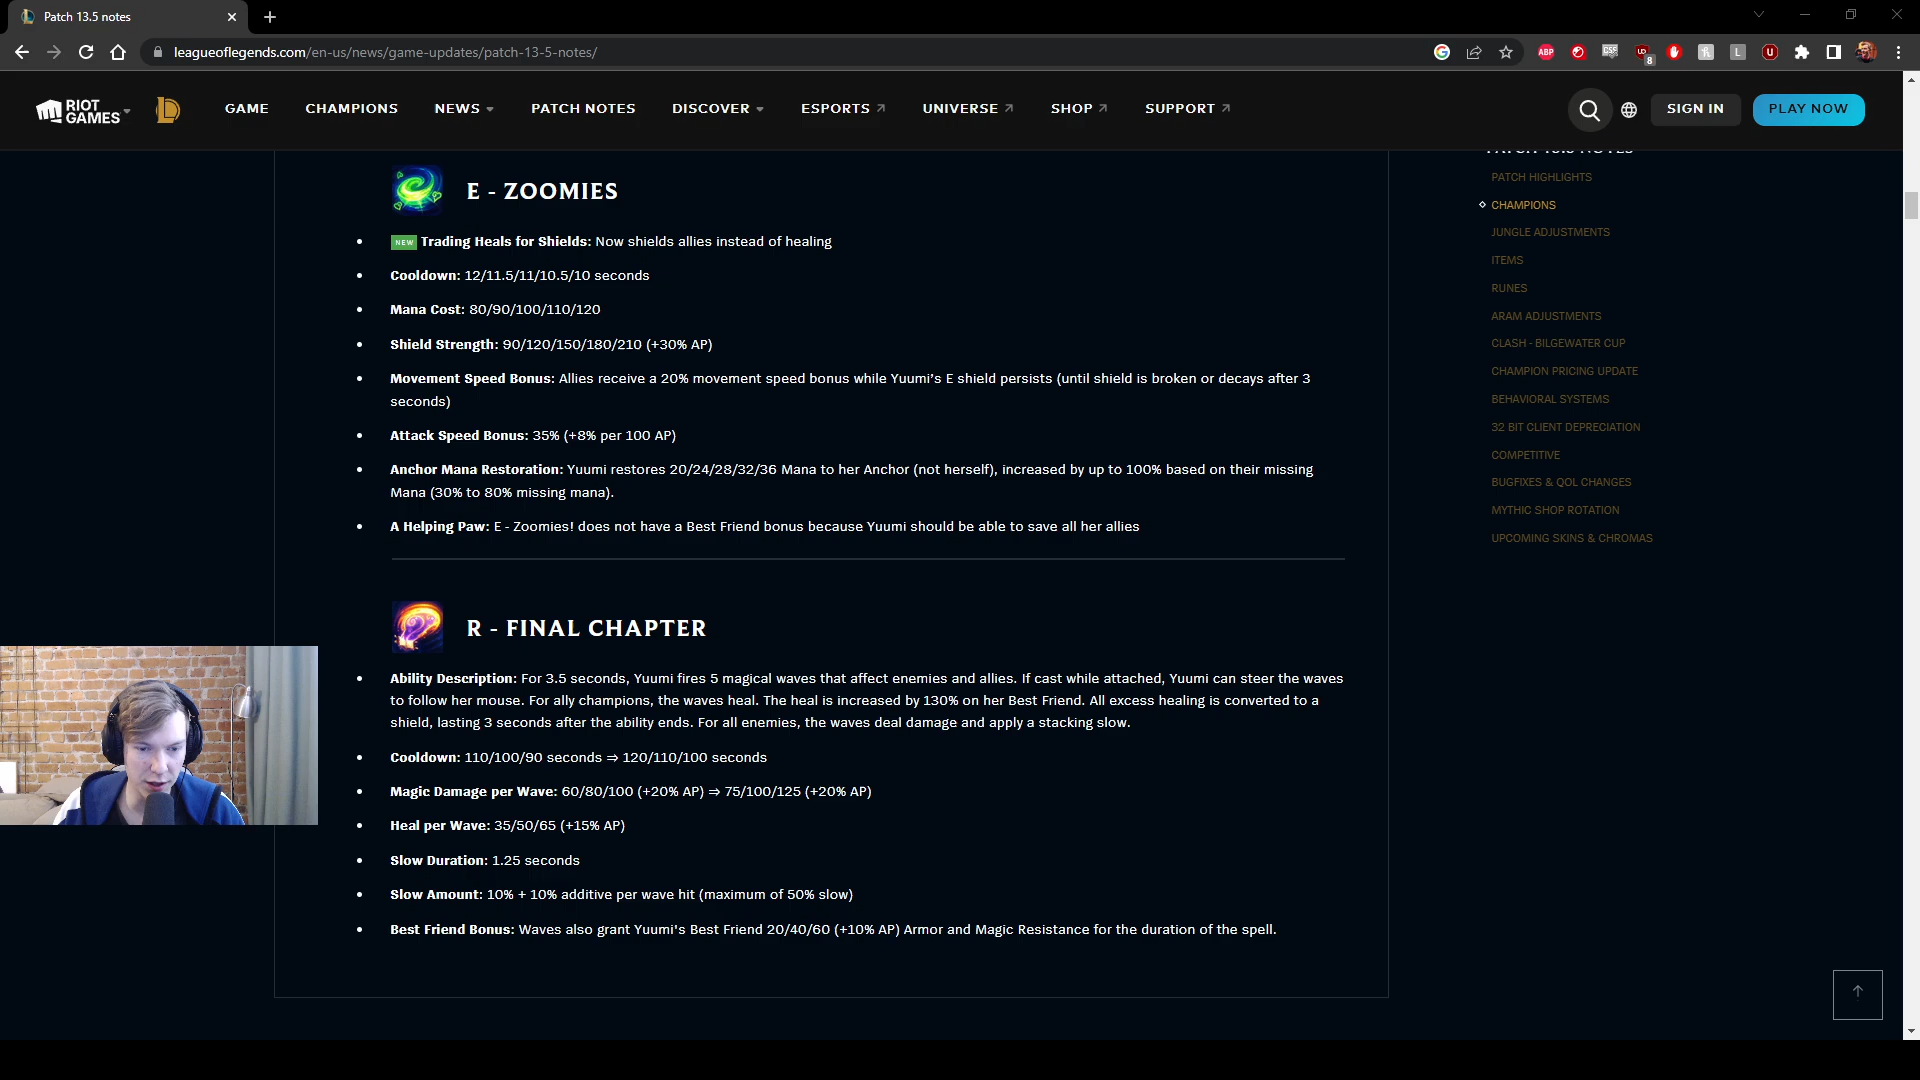 Patch 13.5 notes
leagueoflegends.com/en-us/news/game-updates/patch-13-5-notes/
ABP
8
L
RIOT GAMES
GAME
CHAMPIONS
NEWS
PATCH NOTES
DISCOVER
ESPORTS
UNIVERSE
SHOP
SUPPORT
SIGN IN
PLAY NOW
E - ZOOMIES
NEW Trading Heals for Shields: Now shields allies instead of healing
Cooldown: 12/11.5/11/10.5/10 seconds
Mana Cost: 80/90/100/110/120
Shield Strength: 90/120/150/180/210 (+30% AP)
Movement Speed Bonus: Allies receive a 20% movement speed bonus while Yuumi’s E shield persists (until shield is broken or decays after 3
seconds)
Attack Speed Bonus: 35% (+8% per 100 AP)
Anchor Mana Restoration: Yuumi restores 20/24/28/32/36 Mana to her Anchor (not herself), increased by up to 100% based on their missing
Mana (30% to 80% missing mana).
A Helping Paw: E - Zoomies! does not have a Best Friend bonus because Yuumi should be able to save all her allies
R - FINAL CHAPTER
Ability Description: For 3.5 seconds, Yuumi fires 5 magical waves that affect enemies and allies. If cast while attached, Yuumi can steer the waves
to follow her mouse. For ally champions, the waves heal. The heal is increased by 130% on her Best Friend. All excess healing is converted to a
shield, lasting 3 seconds after the ability ends. For all enemies, the waves deal damage and apply a stacking slow.
Cooldown: 110/100/90 seconds ⇒ 120/110/100 seconds
Magic Damage per Wave: 60/80/100 (+20% AP) ⇒ 75/100/125 (+20% AP)
Heal per Wave: 35/50/65 (+15% AP)
Slow Duration: 1.25 seconds
Slow Amount: 10% + 10% additive per wave hit (maximum of 50% slow)
Best Friend Bonus: Waves also grant Yuumi's Best Friend 20/40/60 (+10% AP) Armor and Magic Resistance for the duration of the spell.
PATCH 13.5 NOTES
PATCH HIGHLIGHTS
CHAMPIONS
JUNGLE ADJUSTMENTS
ITEMS
RUNES
ARAM ADJUSTMENTS
CLASH - BILGEWATER CUP
CHAMPION PRICING UPDATE
BEHAVIORAL SYSTEMS
32 BIT CLIENT DEPRECIATION
COMPETITIVE
BUGFIXES & QOL CHANGES
MYTHIC SHOP ROTATION
UPCOMING SKINS & CHROMAS